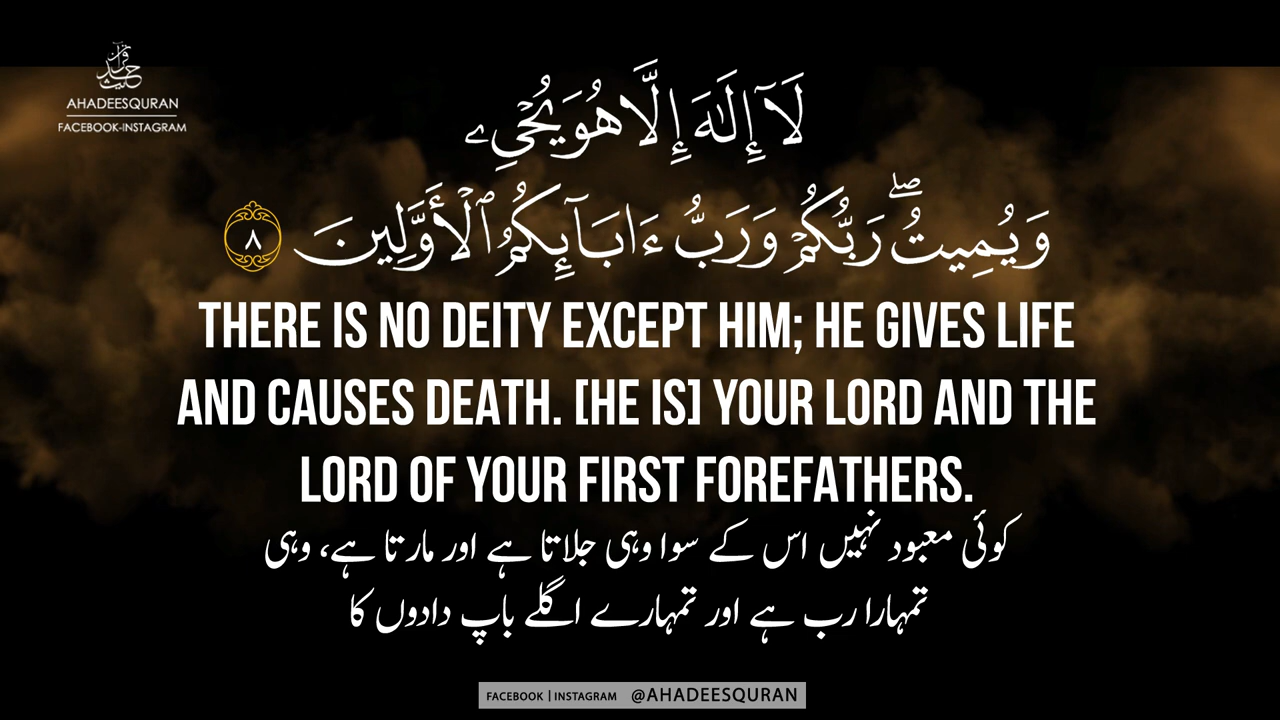 قرآن حدیث
AHADEESQURAN
FACEBOOK-INSTAGRAM
لَآ إِلَٰهَ إِلَّا هُوَ يُحْيِۦ
وَيُمِيتُ ۖ رَبُّكُمْ وَرَبُّ ءَابَآئِكُمُ ٱلْأَوَّلِينَ ٨
THERE IS NO DEITY EXCEPT HIM; HE GIVES LIFE
AND CAUSES DEATH. [HE IS] YOUR LORD AND THE
LORD OF YOUR FIRST FOREFATHERS.
کوئی معبود نہیں اس کے سوا وہی جلاتا ہے اور مارتا ہے، وہی
تمہارا رب ہے اور تمہارے اگلے باپ دادوں کا
FACEBOOK | INSTAGRAM @AHADEESQURAN